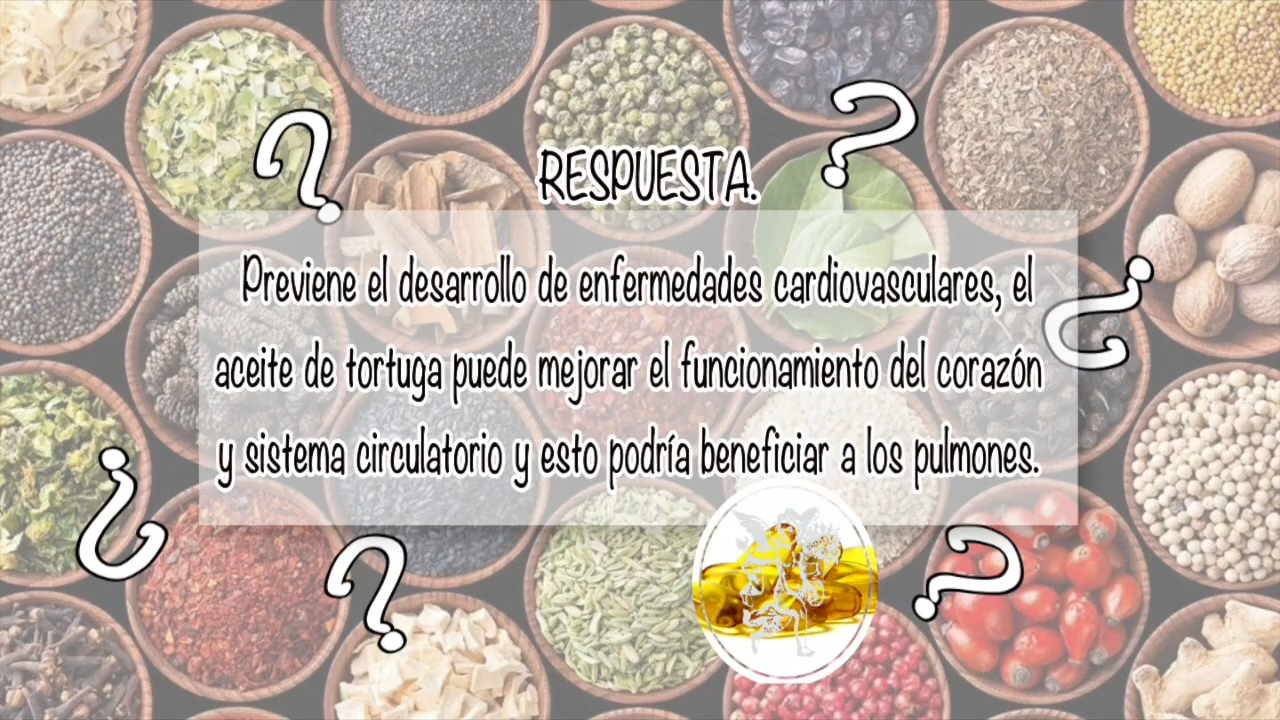 RESPUESTA.
Previene el desarrollo de enfermedades cardiovasculares, el
aceite de tortuga puede mejorar el funcionamiento del corazón
y sistema circulatorio y esto podría beneficiar a los pulmones.